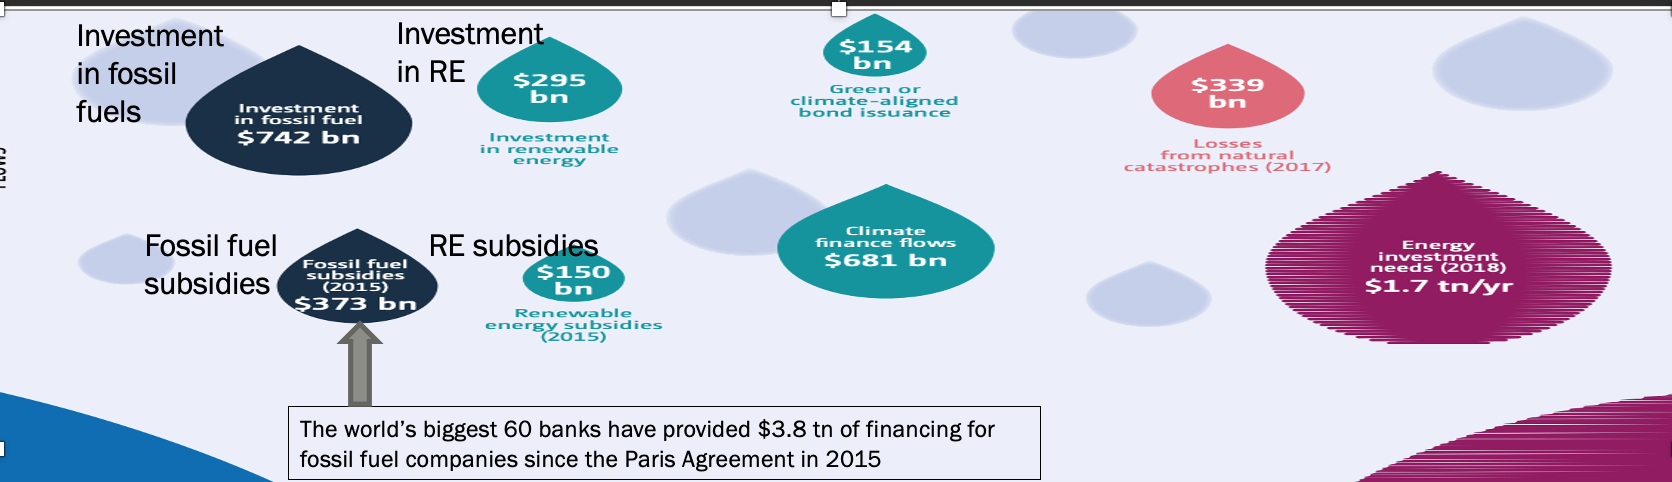 Investment
in fossil
fuels
Investment
in fossil fuel
$742 bn
Investment
in RE
$295
bn
Investment
in renewable
energy
$154
bn
Green or
climate-aligned
bond issuance
$339
bn
Losses
from natural
catastrophes (2017)
Fossil fuel
subsidies
Fossil fuel
subsidies
(2015)
$373 bn
RE subsidies
$150
bn
Renewable
energy subsidies
(2015)
Climate
finance flows
$681 bn
Energy
investment
needs (2018)
$1.7 tn/yr
The world's biggest 60 banks have provided $3.8 tn of financing for
fossil fuel companies since the Paris Agreement in 2015